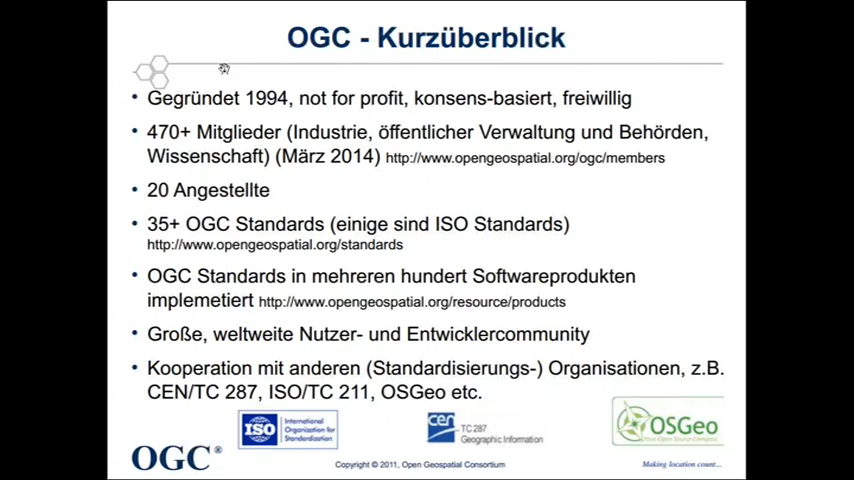 OGC - Kurzüberblick
• Gegründet 1994, not for profit, konsens-basiert, freiwillig
• 470+ Mitglieder (Industrie, öffentlicher Verwaltung und Behörden,
Wissenschaft) (März 2014) http://www.opengeospatial.org/ogc/members
• 20 Angestellte
• 35+ OGC Standards (einige sind ISO Standards)
http://www.opengeospatial.org/standards
• OGC Standards in mehreren hundert Softwareprodukten
implemetiert http://www.opengeospatial.org/resource/products
• Große, weltweite Nutzer- und Entwicklercommunity
• Kooperation mit anderen (Standardisierungs-) Organisationen, z.B.
CEN/TC 287, ISO/TC 211, OSGeo etc.
ISO
International
Organization for
Standardization
cen
TC 287
Geographic Information
OSGeo
Your Open Source Compass
OGC®
Copyright © 2011, Open Geospatial Consortium
Making location count...